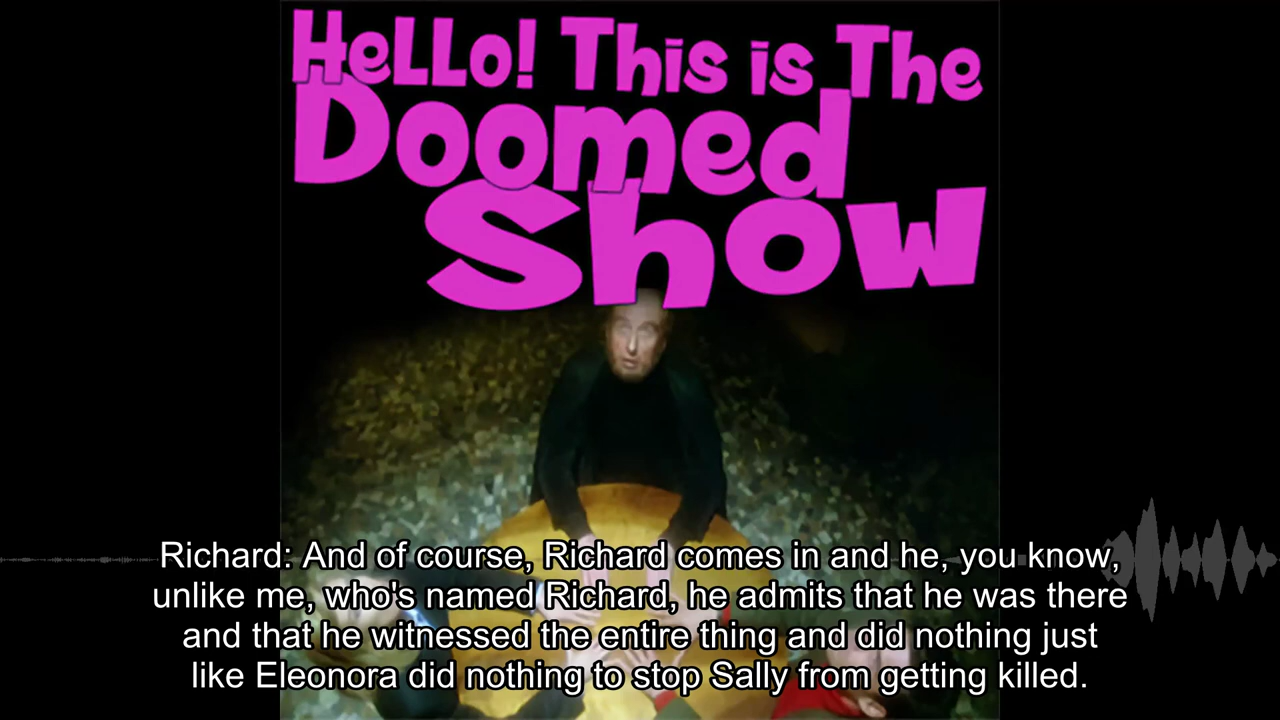 HeLLo! This is The
Doomed
Show
Richard: And of course, Richard comes in and he, you know,
unlike me, who's named Richard, he admits that he was there
and that he witnessed the entire thing and did nothing just
like Eleonora did nothing to stop Sally from getting killed.